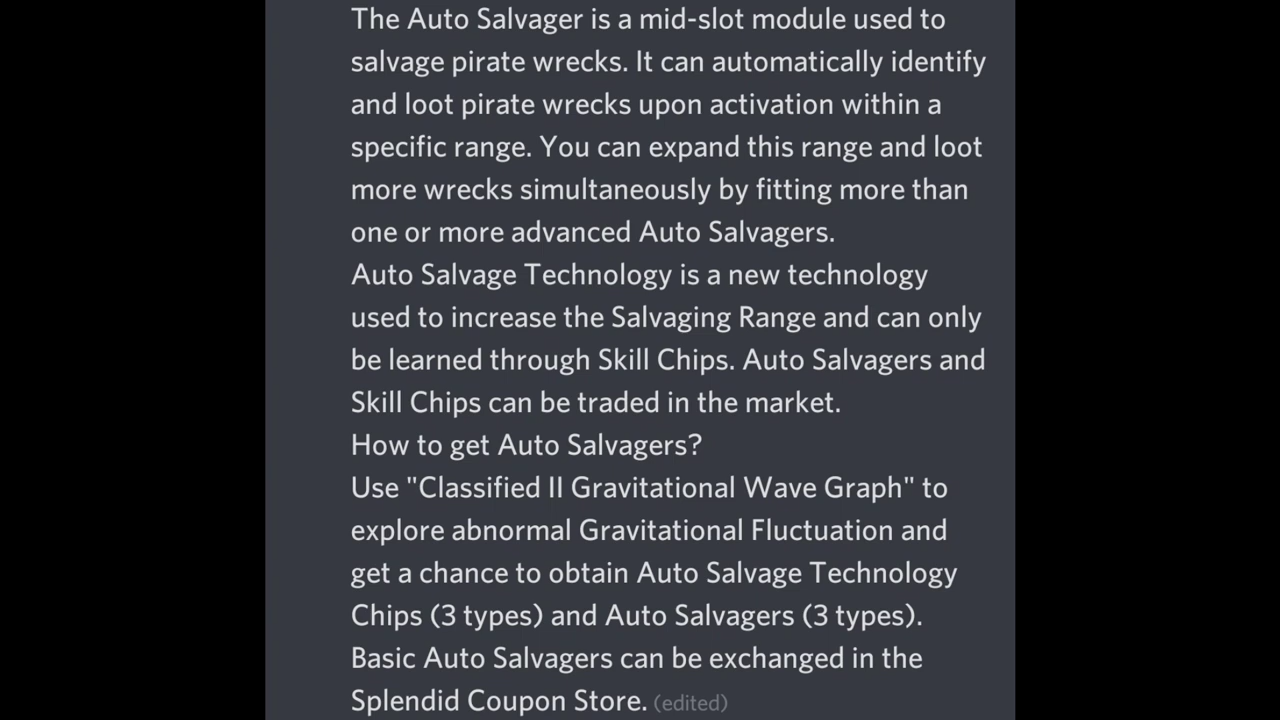 The Auto Salvager is a mid-slot module used to
salvage pirate wrecks. It can automatically identify
and loot pirate wrecks upon activation within a
specific range. You can expand this range and loot
more wrecks simultaneously by fitting more than
one or more advanced Auto Salvagers.
Auto Salvage Technology is a new technology
used to increase the Salvaging Range and can only
be learned through Skill Chips. Auto Salvagers and
Skill Chips can be traded in the market.
How to get Auto Salvagers?
Use "Classified II Gravitational Wave Graph" to
explore abnormal Gravitational Fluctuation and
get a chance to obtain Auto Salvage Technology
Chips (3 types) and Auto Salvagers (3 types).
Basic Auto Salvagers can be exchanged in the
Splendid Coupon Store. (edited)